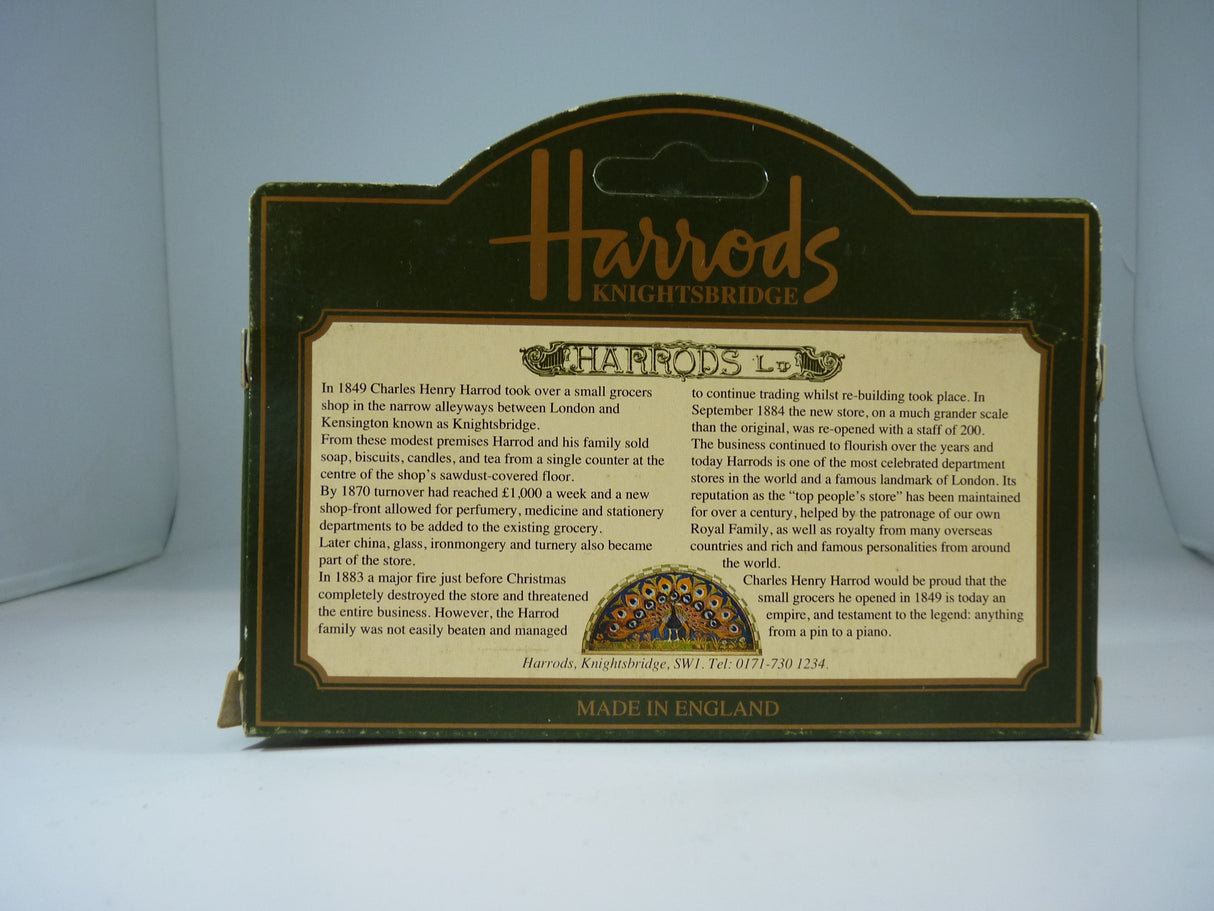 Harrods
KNIGHTSBRIDGE
HARRODS LTD
In 1849 Charles Henry Harrod took over a small grocers
shop in the narrow alleyways between London and
Kensington known as Knightsbridge.
From these modest premises Harrod and his family sold
soap, biscuits, candles, and tea from a single counter at the
centre of the shop's sawdust-covered floor.
By 1870 turnover had reached £1,000 a week and a new
shop-front allowed for perfumery, medicine and stationery
departments to be added to the existing grocery.
Later china, glass, ironmongery and turnery also became
part of the store.
In 1883 a major fire just before Christmas
completely destroyed the store and threatened
the entire business. However, the Harrod
family was not easily beaten and managed
to continue trading whilst re-building took place. In
September 1884 the new store, on a much grander scale
than the original, was re-opened with a staff of 200.
The business continued to flourish over the years and
today Harrods is one of the most celebrated department
stores in the world and a famous landmark of London. Its
reputation as the “top people's store” has been maintained
for over a century, helped by the patronage of our own
Royal Family, as well as royalty from many overseas
countries and rich and famous personalities from around
the world.
Charles Henry Harrod would be proud that the
small grocers he opened in 1849 is today an
empire, and testament to the legend: anything
from a pin to a piano.
Harrods, Knightsbridge, SW1. Tel: 0171-730 1234.
MADE IN ENGLAND